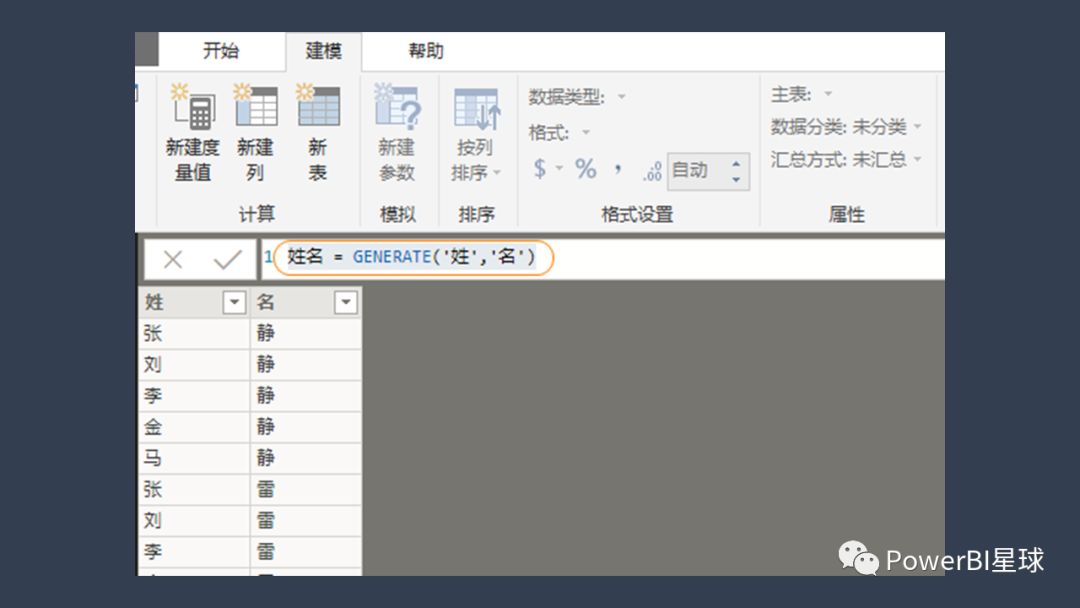 开始 建模 帮助
新建度量值 新建列 新表 新建参数 按列排序
计算 模拟 排序
数据类型:
格式:
$ % , .00 自动
格式设置
主表:
数据分类: 未分类
汇总方式: 未汇总
属性
1 姓名 = GENERATE('姓','名')
姓 名
张 静
刘 静
李 静
金 静
马 静
张 雷
刘 雷
李 雷
PowerBI星球